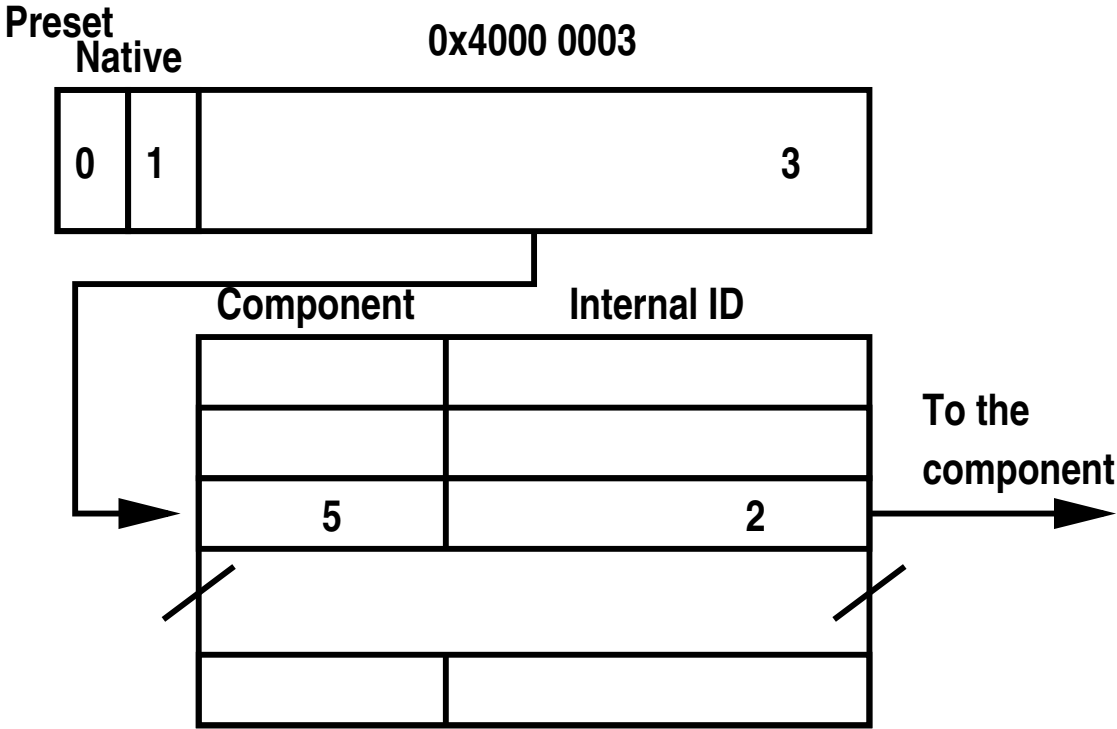 Preset
Native
0x4000 0003
0 1 3
Component Internal ID
To the
component
5 2